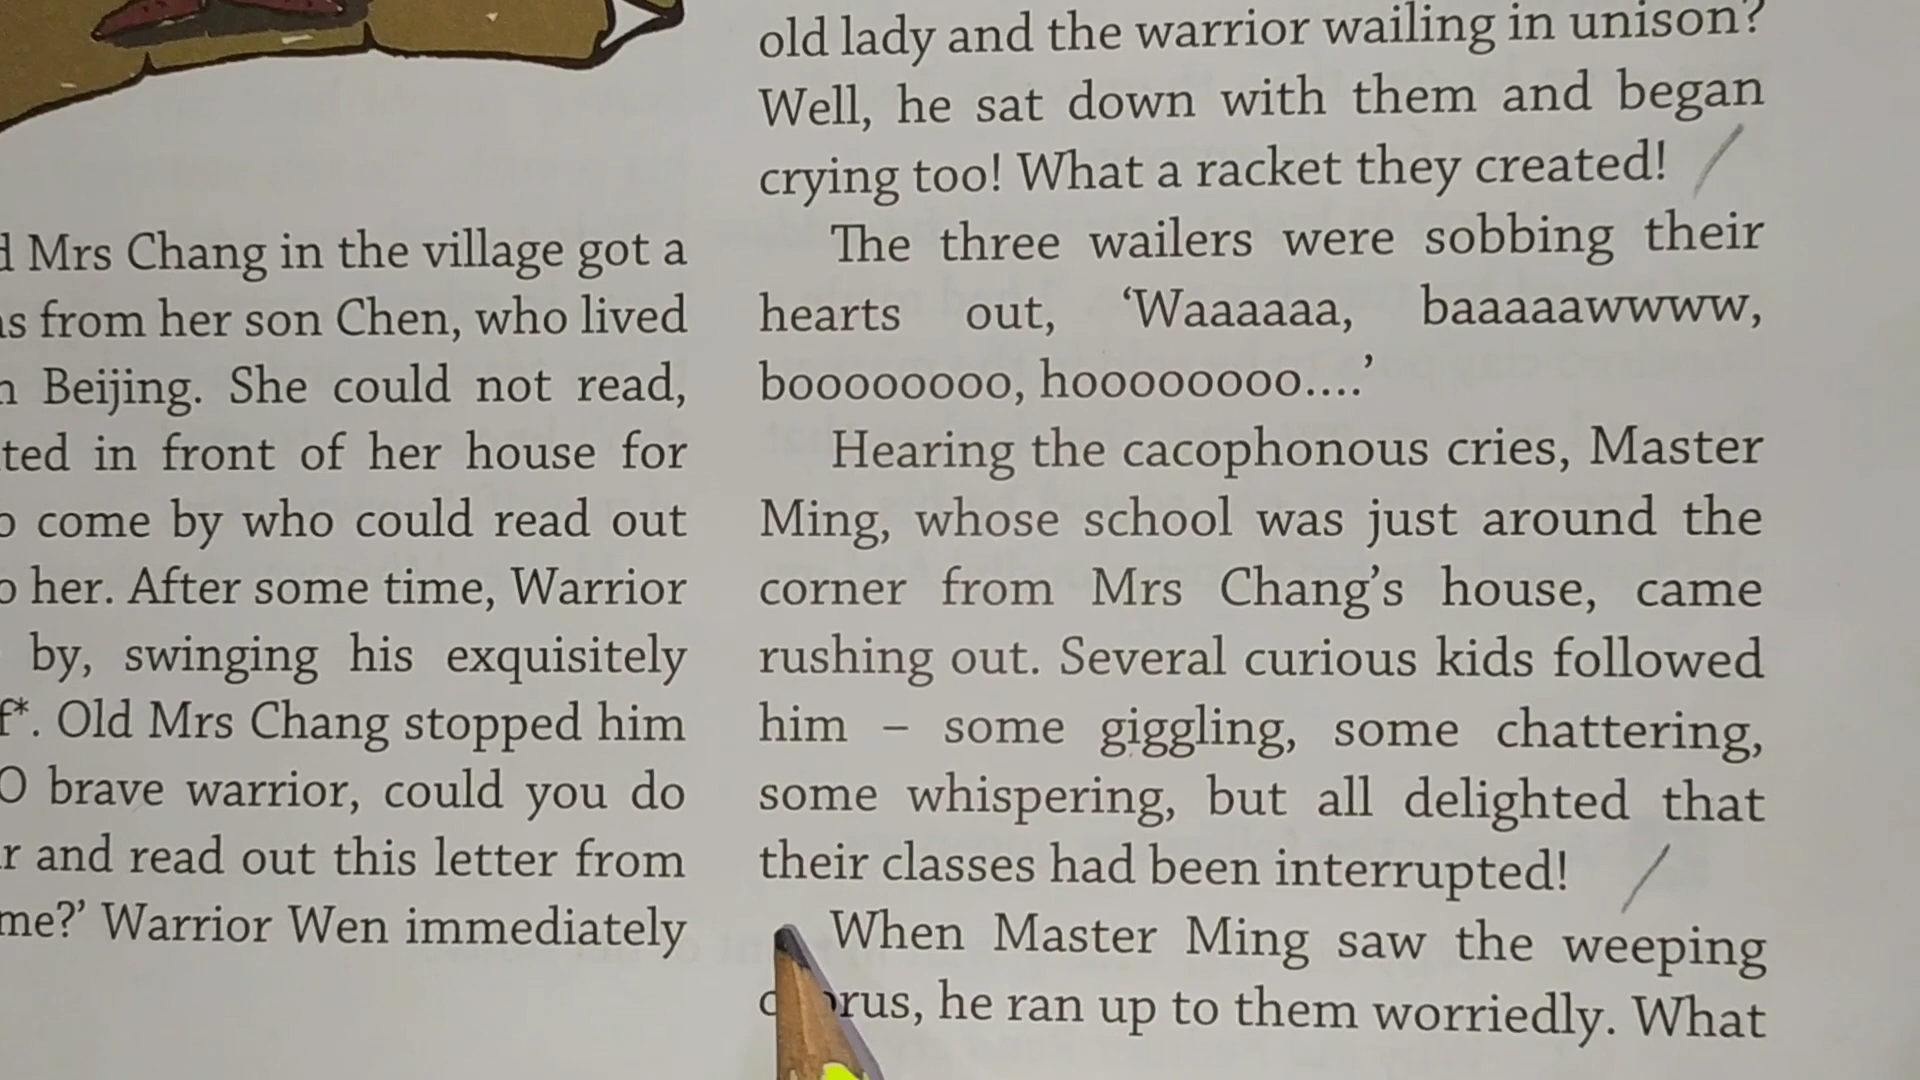 Mrs Chang in the village got a
from her son Chen, who lived
Beijing. She could not read,
in front of her house for
come by who could read out
her. After some time, Warrior
by, swinging his exquisitely
Old Mrs Chang stopped him
O brave warrior, could you do
and read out this letter from
me?’ Warrior Wen immediately
old lady and the warrior wailing in unison?
Well, he sat down with them and began
crying too! What a racket they created!
The three wailers were sobbing their
hearts out, ‘Waaaaaa, baaaaawwww,
boooooooo, hoooooooo....’
Hearing the cacophonous cries, Master
Ming, whose school was just around the
corner from Mrs Chang’s house, came
rushing out. Several curious kids followed
him – some giggling, some chattering,
some whispering, but all delighted that
their classes had been interrupted!
When Master Ming saw the weeping
he ran up to them worriedly. What